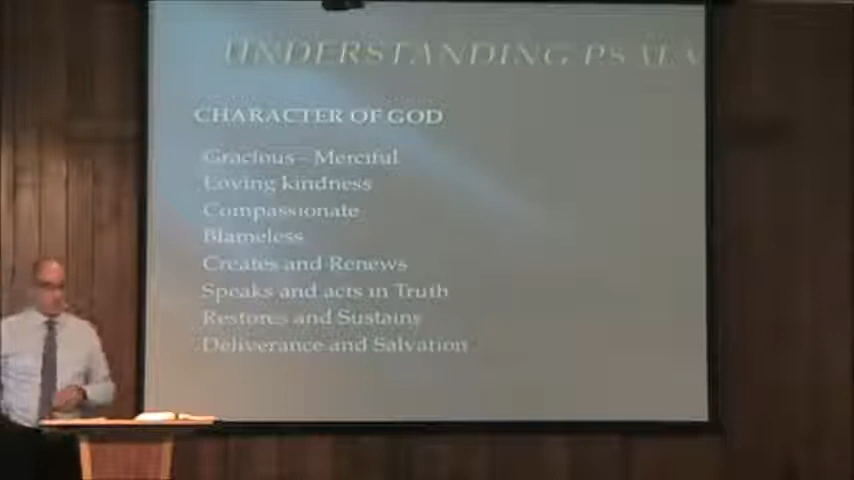 UNDERSTANDING PSALM
CHARACTER OF GOD
Gracious – Merciful
Loving kindness
Compassionate
Blameless
Creates and Renews
Speaks and acts in Truth
Restores and Sustains
Deliverance and Salvation